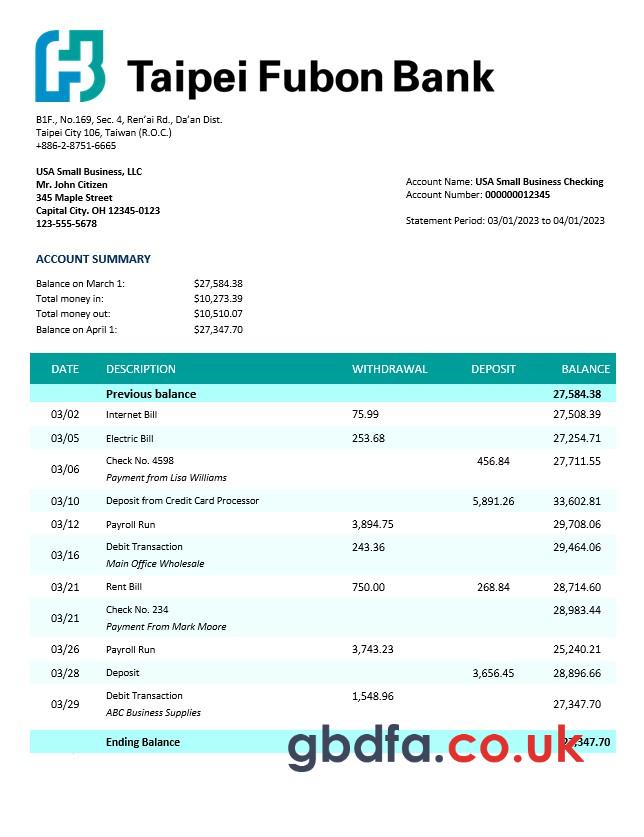 Taipei Fubon Bank
B1F., No.169, Sec. 4, Ren'ai Rd., Da'an Dist.
Taipei City 106, Taiwan (R.O.C.)
+886-2-8751-6665
USA Small Business, LLC
Mr. John Citizen
345 Maple Street
Capital City. OH 12345-0123
123-555-5678
Account Name: USA Small Business Checking
Account Number: 000000012345
Statement Period: 03/01/2023 to 04/01/2023
ACCOUNT SUMMARY
Balance on March 1: $27,584.38
Total money in: $10,273.39
Total money out: $10,510.07
Balance on April 1: $27,347.70
DATE DESCRIPTION WITHDRAWAL DEPOSIT BALANCE
Previous balance 27,584.38
03/02 Internet Bill 75.99 27,508.39
03/05 Electric Bill 253.68 27,254.71
03/06 Check No. 4598 456.84 27,711.55
Payment from Lisa Williams
03/10 Deposit from Credit Card Processor 5,891.26 33,602.81
03/12 Payroll Run 3,894.75 29,708.06
03/16 Debit Transaction 243.36 29,464.06
Main Office Wholesale
03/21 Rent Bill 750.00 268.84 28,714.60
03/21 Check No. 234 28,983.44
Payment From Mark Moore
03/26 Payroll Run 3,743.23 25,240.21
03/28 Deposit 3,656.45 28,896.66
03/29 Debit Transaction 1,548.96 27,347.70
ABC Business Supplies
Ending Balance 27,347.70
gbdfa.co.uk